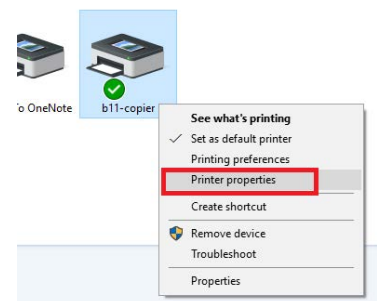 o OneNote
b11-copier
See what's printing
Set as default printer
Printing preferences
Printer properties
Create shortcut
Remove device
Troubleshoot
Properties